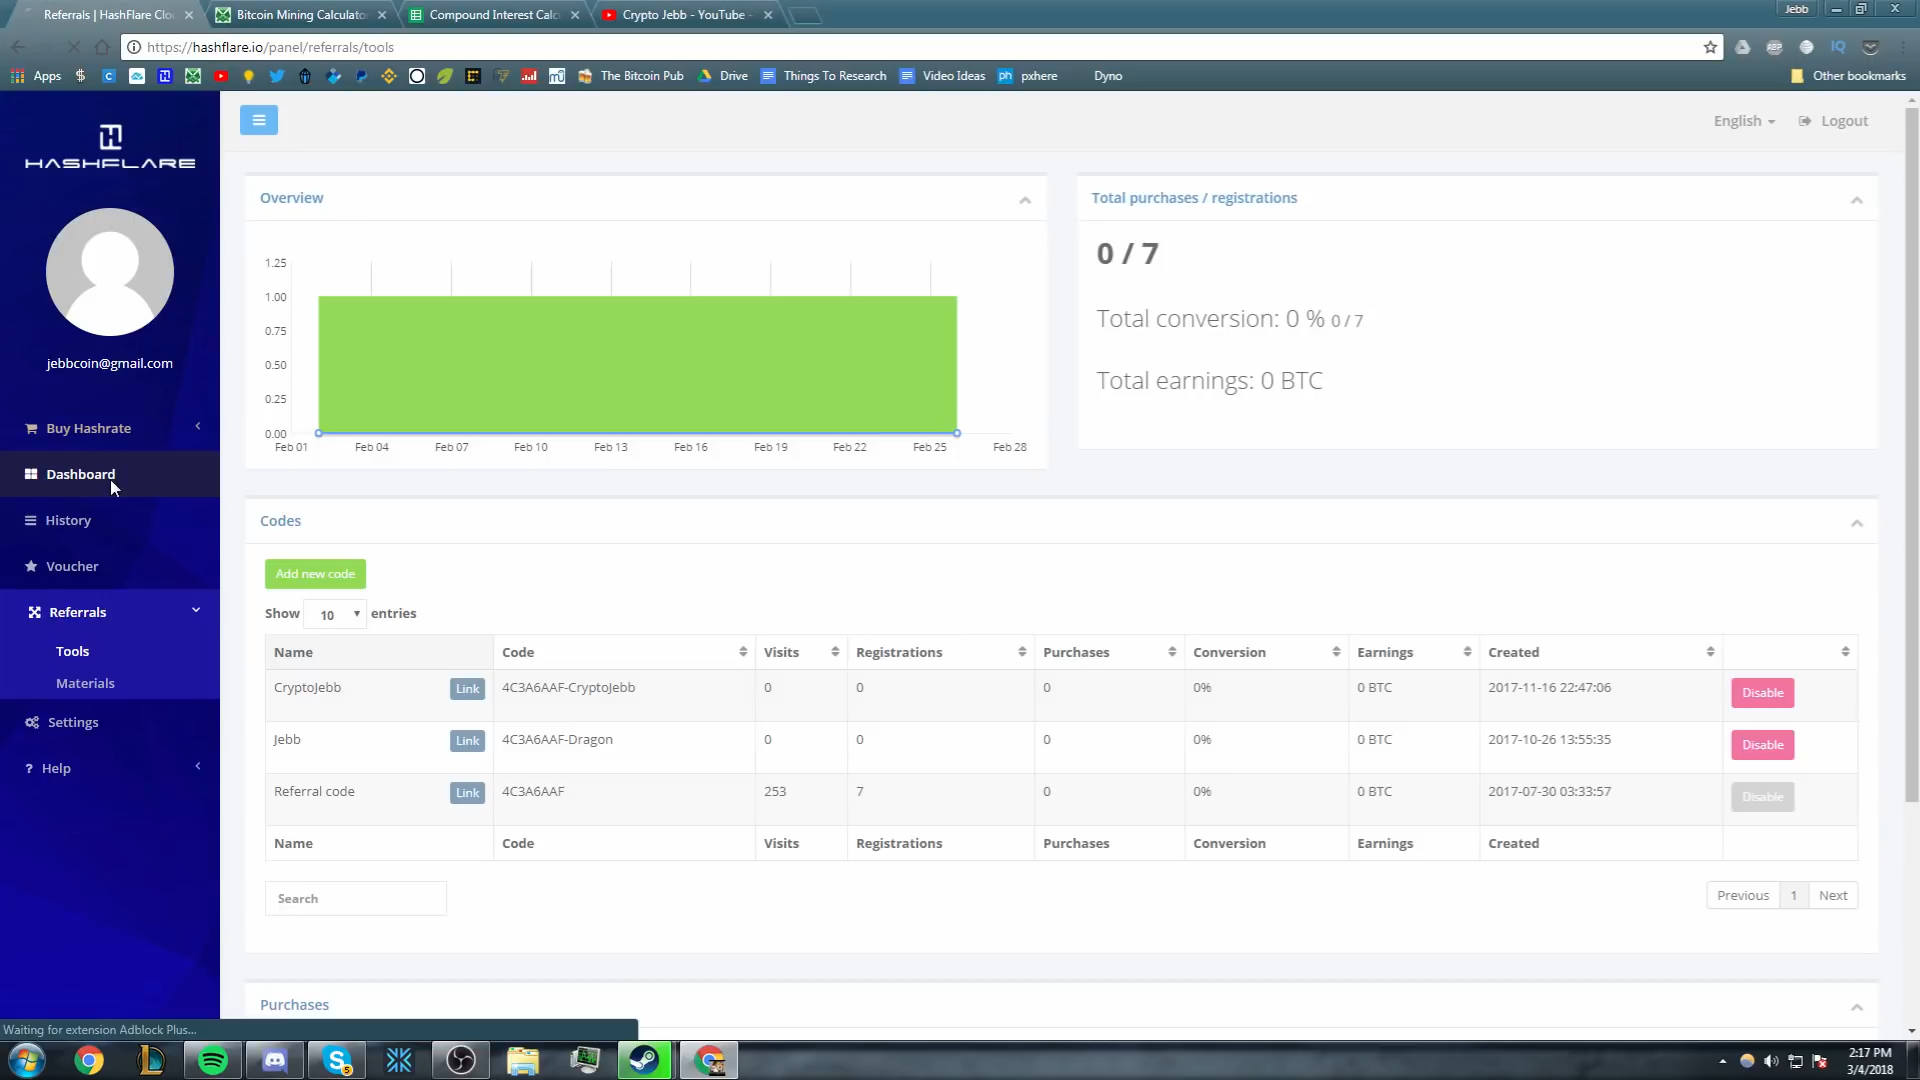 Referrals | HashFlare Clo
Bitcoin Mining Calculato
Compound Interest Calc
Crypto Jebb - YouTube
Jebb
https://hashflare.io/panel/referrals/tools
ABP
IQ
Apps
The Bitcoin Pub
Drive
Things To Research
Video Ideas
ph
pxhere
Dyno
Other bookmarks
HASHFLARE
English
Logout
jebbcoin@gmail.com
Buy Hashrate
Dashboard
History
Voucher
Referrals
Tools
Materials
Settings
? Help
Overview
1.25
1.00
0.75
0.50
0.25
0.00
Feb 01 Feb 04 Feb 07 Feb 10 Feb 13 Feb 16 Feb 19 Feb 22 Feb 25 Feb 28
Total purchases / registrations
0 / 7
Total conversion: 0 % 0 / 7
Total earnings: 0 BTC
Codes
Add new code
Show 10 entries
Name Code Visits Registrations Purchases Conversion Earnings Created
CryptoJebb Link 4C3A6AAF-CryptoJebb 0 0 0 0% 0 BTC 2017-11-16 22:47:06 Disable
Jebb Link 4C3A6AAF-Dragon 0 0 0 0% 0 BTC 2017-10-26 13:55:35 Disable
Referral code Link 4C3A6AAF 253 7 0 0% 0 BTC 2017-07-30 03:33:57 Disable
Name Code Visits Registrations Purchases Conversion Earnings Created
Search
Previous 1 Next
Purchases
Waiting for extension Adblock Plus...
5
2:17 PM
3/4/2018